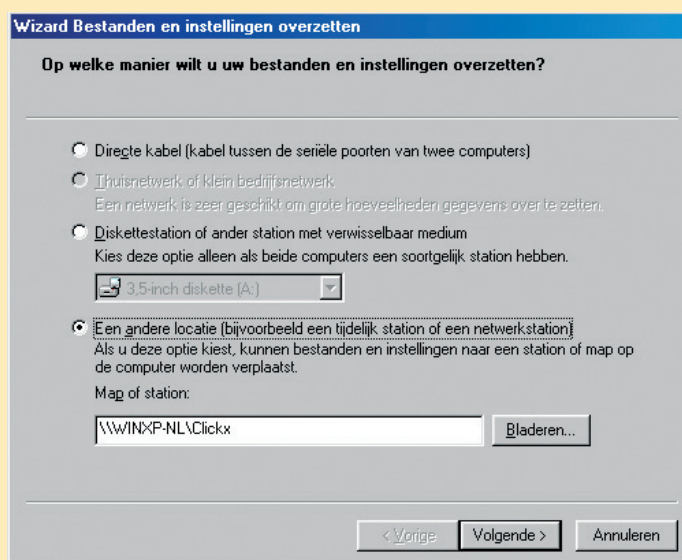 Wizard Bestanden en instellingen overzetten
Op welke manier wilt u uw bestanden en instellingen overzetten?
Directe kabel (kabel tussen de seriële poorten van twee computers)
Thuisnetwerk of klein bedrijfsnetwerk
Een netwerk is zeer geschikt om grote hoeveelheden gegevens over te zetten.
Diskettestation of ander station met verwisselbaar medium
Kies deze optie alleen als beide computers een soortgelijk station hebben.
3,5-inch diskette (A:)
Een andere locatie (bijvoorbeeld een tijdelijk station of een netwerkstation)
Als u deze optie kiest, kunnen bestanden en instellingen naar een station of map op
de computer worden verplaatst.
Map of station:
\\WINXP-NL\Clickx
Bladeren...
< Vorige
Volgende >
Annuleren